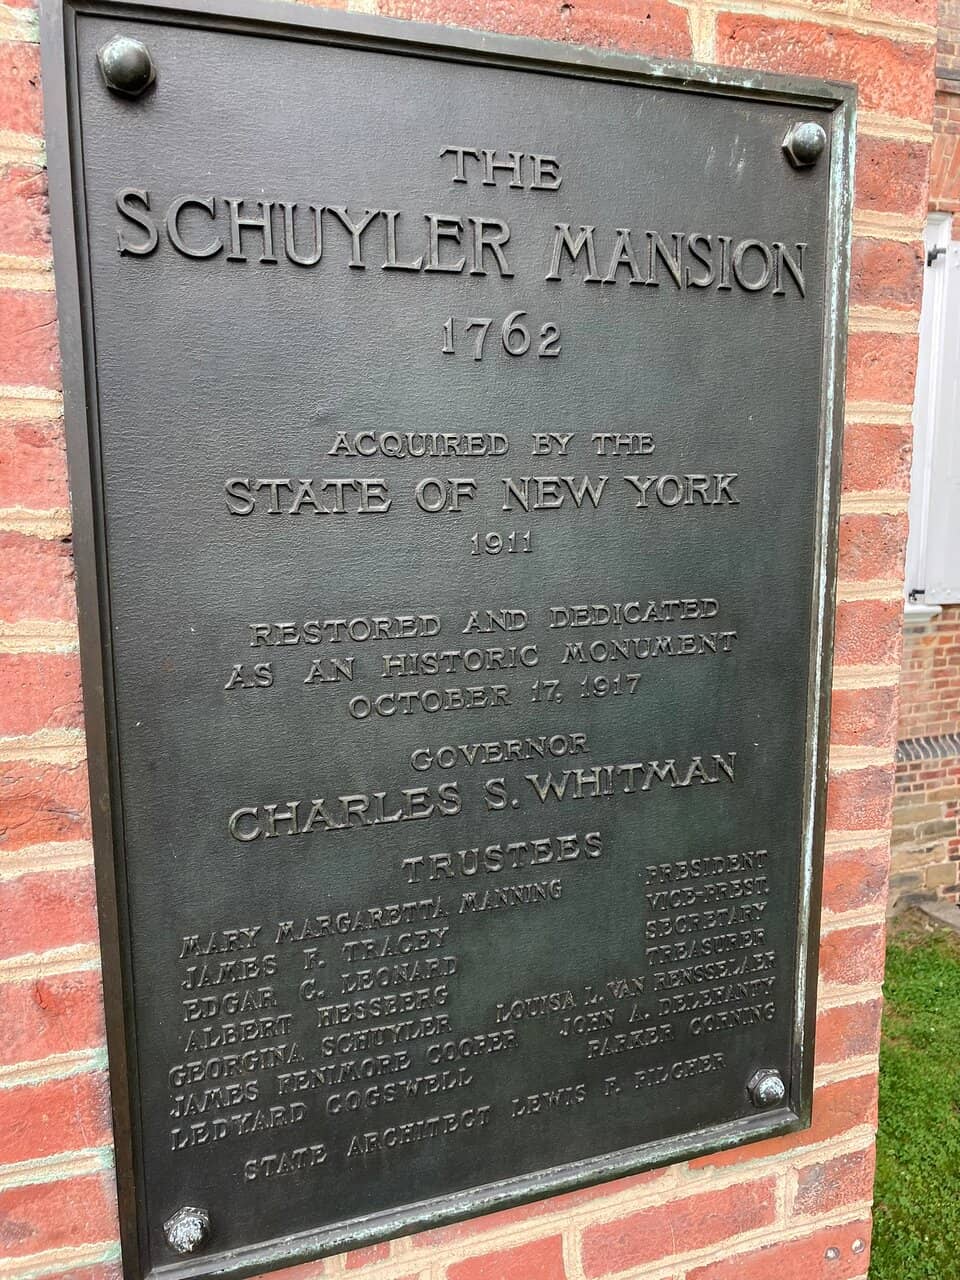 THE
SCHUYLER MANSION
1762
ACQUIRED BY THE
STATE OF NEW YORK
1911
RESTORED AND DEDICATED
AS AN HISTORIC MONUMENT
OCTOBER 17, 1917
GOVERNOR
CHARLES S. WHITMAN
TRUSTEES
MARY MARGARETTA MANNING PRESIDENT
JAMES F. TRACEY VICE-PREST.
EDGAR C. LEONARD SECRETARY
ALBERT HESSBERG TREASURER
GEORGINA SCHUYLER LOUISA L. VAN RENSSELAER
JAMES FENIMORE COOPER JOHN A. DELEHANTY
LEDYARD COGSWELL PARKER CORNING
STATE ARCHITECT LEWIS F. PILCHER